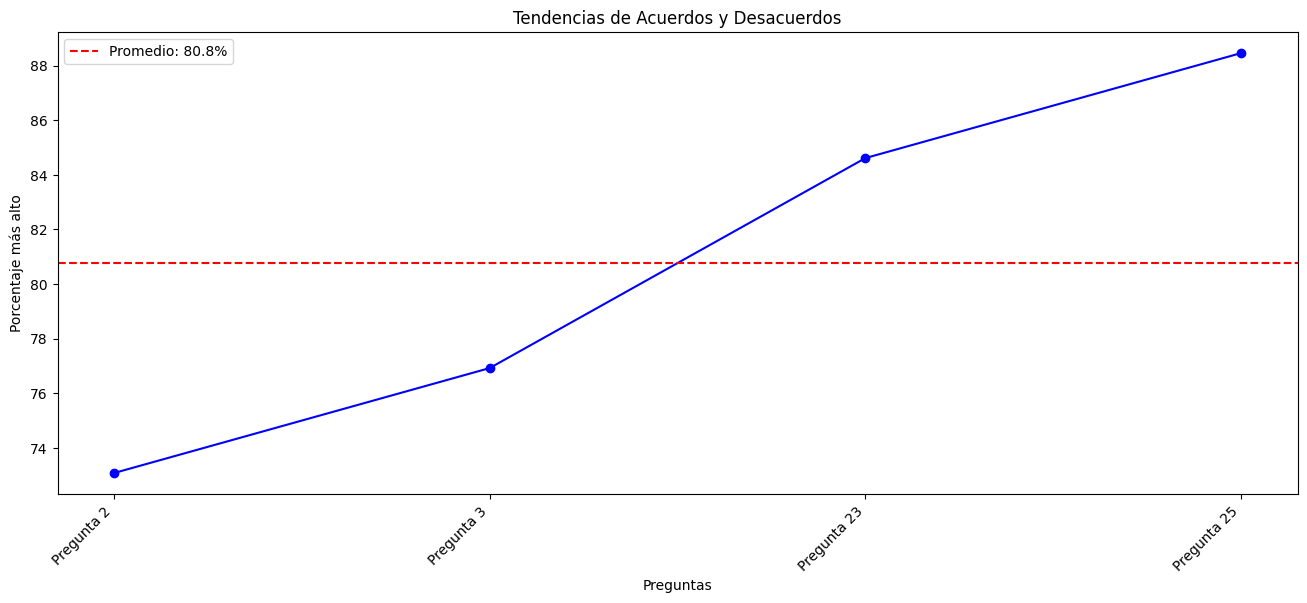 Tendencias de Acuerdos y Desacuerdos
Promedio: 80.8%
88
86
84
82
80
78
76
74
Porcentaje más alto
Pregunta 2
Pregunta 3
Pregunta 23
Pregunta 25
Preguntas